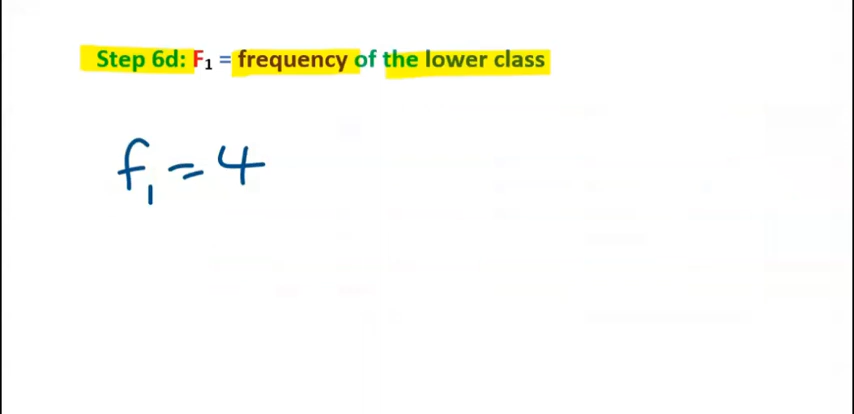 Step 6d: F₁ = frequency of the lower class
f₁ = 4